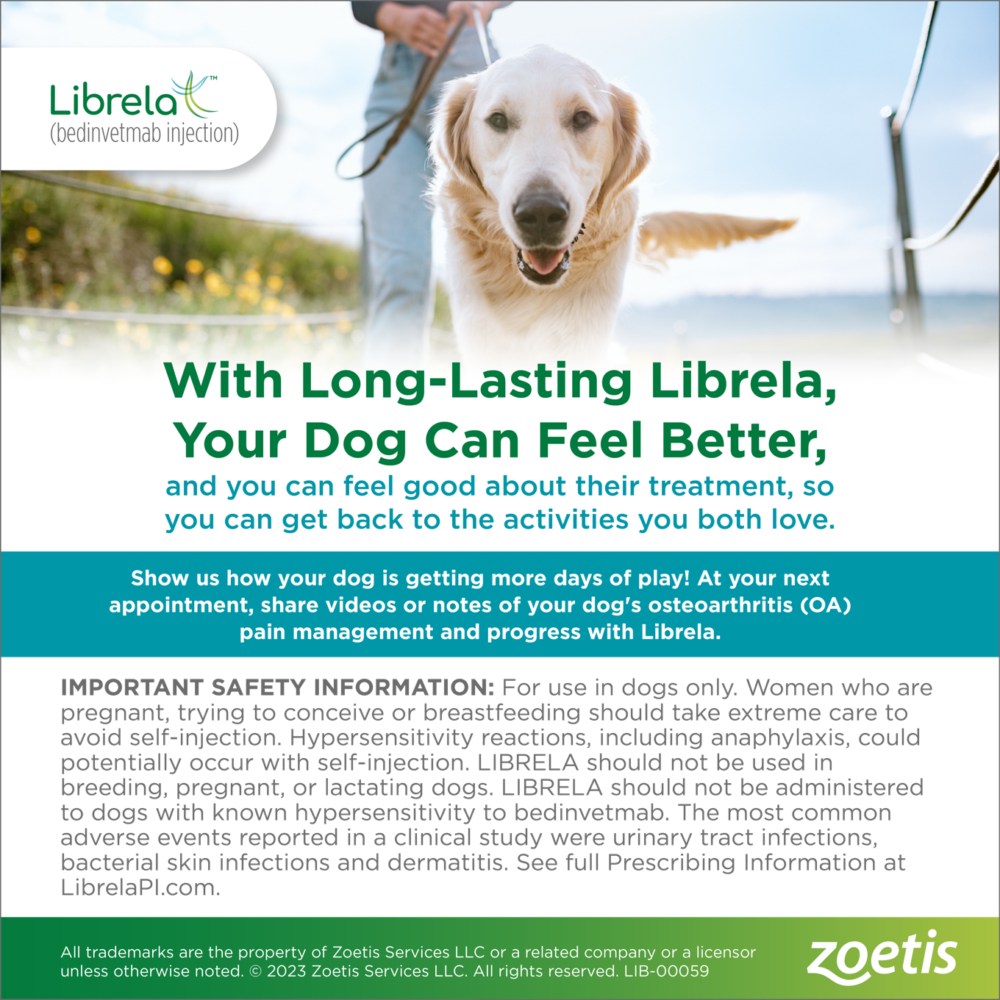 Librela™
(bedinvetmab injection)
With Long-Lasting Librela,
Your Dog Can Feel Better,
and you can feel good about their treatment, so
you can get back to the activities you both love.
Show us how your dog is getting more days of play! At your next
appointment, share videos or notes of your dog's osteoarthritis (OA)
pain management and progress with Librela.
IMPORTANT SAFETY INFORMATION: For use in dogs only. Women who are
pregnant, trying to conceive or breastfeeding should take extreme care to
avoid self-injection. Hypersensitivity reactions, including anaphylaxis, could
potentially occur with self-injection. LIBRELA should not be used in
breeding, pregnant, or lactating dogs. LIBRELA should not be administered
to dogs with known hypersensitivity to bedinvetmab. The most common
adverse events reported in a clinical study were urinary tract infections,
bacterial skin infections and dermatitis. See full Prescribing Information at
LibrelaPI.com.
All trademarks are the property of Zoetis Services LLC or a related company or a licensor
unless otherwise noted. © 2023 Zoetis Services LLC. All rights reserved. LIB-00059
zoetis